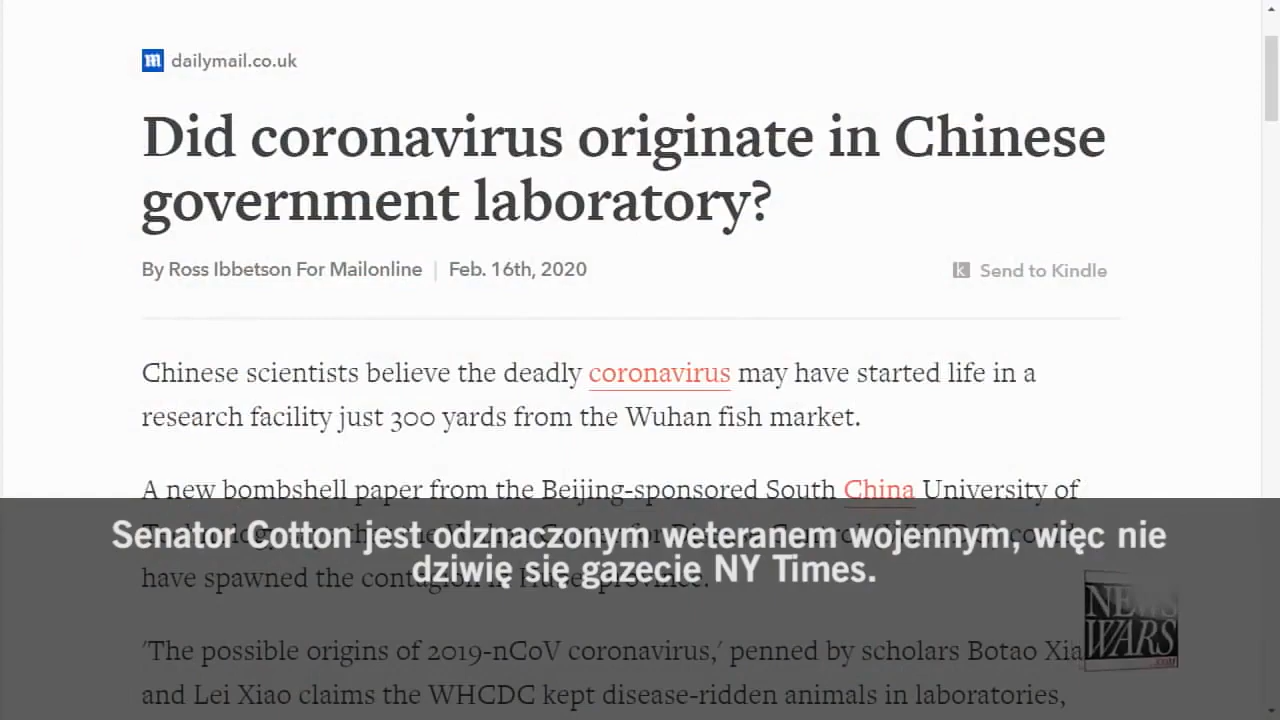 dailymail.co.uk
Did coronavirus originate in Chinese
government laboratory?
By Ross Ibbetson For Mailonline | Feb. 16th, 2020
Send to Kindle
Chinese scientists believe the deadly coronavirus may have started life in a
research facility just 300 yards from the Wuhan fish market.
A new bombshell paper from the Beijing-sponsored South China University of
Senator Cotton jest odznaczonym weteranem wojennym, więc nie
dziwię się gazecie NY Times.
have spawned the contagion in Hubei province.
'The possible origins of 2019-nCoV coronavirus,' penned by scholars Botao Xia
and Lei Xiao claims the WHCDC kept disease-ridden animals in laboratories,
NEWS
WARS
.COM